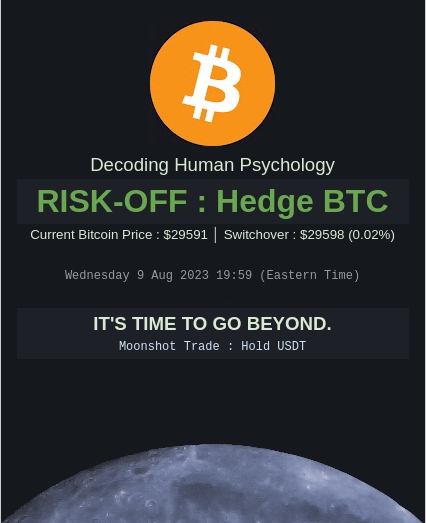 Decoding Human Psychology
RISK-OFF : Hedge BTC
Current Bitcoin Price : $29591 │ Switchover : $29598 (0.02%)
Wednesday 9 Aug 2023 19:59 (Eastern Time)
IT'S TIME TO GO BEYOND.
Moonshot Trade : Hold USDT